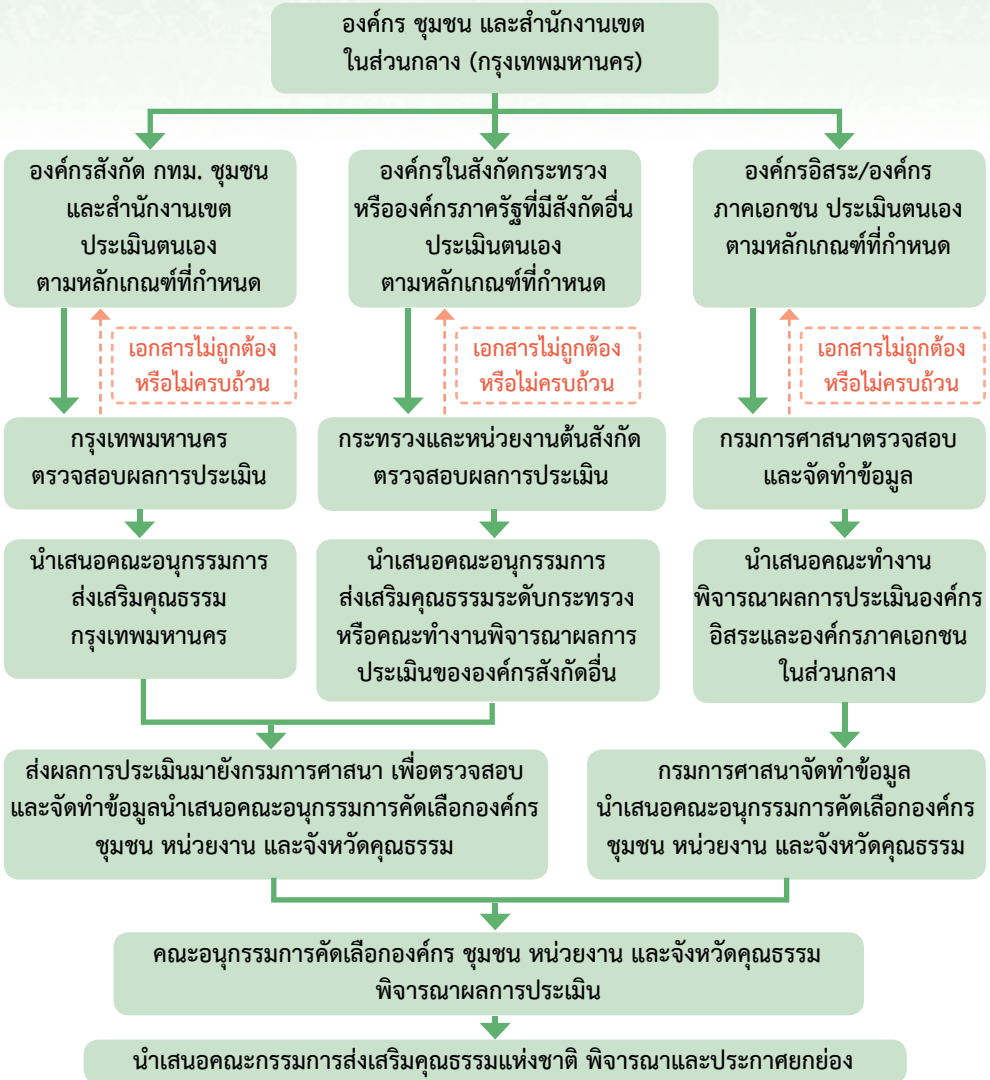 องค์กร ชุมชน และสำนักงานเขต
ในส่วนกลาง (กรุงเทพมหานคร)
องค์กรสังกัด กทม. ชุมชน
และสำนักงานเขต
ประเมินตนเอง
ตามหลักเกณฑ์ที่กำหนด
องค์กรในสังกัดกระทรวง
หรือองค์กรภาครัฐที่มีสังกัดอื่น
ประเมินตนเอง
ตามหลักเกณฑ์ที่กำหนด
องค์กรอิสระ/องค์กร
ภาคเอกชน ประเมินตนเอง
ตามหลักเกณฑ์ที่กำหนด
เอกสารไม่ถูกต้อง
หรือไม่ครบถ้วน
เอกสารไม่ถูกต้อง
หรือไม่ครบถ้วน
เอกสารไม่ถูกต้อง
หรือไม่ครบถ้วน
กรุงเทพมหานคร
ตรวจสอบผลการประเมิน
กระทรวงและหน่วยงานต้นสังกัด
ตรวจสอบผลการประเมิน
กรมการศาสนาตรวจสอบ
และจัดทำข้อมูล
นำเสนอคณะอนุกรรมการ
ส่งเสริมคุณธรรม
กรุงเทพมหานคร
นำเสนอคณะอนุกรรมการ
ส่งเสริมคุณธรรมระดับกระทรวง
หรือคณะทำงานพิจารณาผลการ
ประเมินขององค์กรสังกัดอื่น
นำเสนอคณะทำงาน
พิจารณาผลการประเมินองค์กร
อิสระและองค์กรภาคเอกชน
ในส่วนกลาง
ส่งผลการประเมินมายังกรมการศาสนา เพื่อตรวจสอบ
และจัดทำข้อมูลนำเสนอคณะอนุกรรมการคัดเลือกองค์กร
ชุมชน หน่วยงาน และจังหวัดคุณธรรม
กรมการศาสนาจัดทำข้อมูล
นำเสนอคณะอนุกรรมการคัดเลือกองค์กร
ชุมชน หน่วยงาน และจังหวัดคุณธรรม
คณะอนุกรรมการคัดเลือกองค์กร ชุมชน หน่วยงาน และจังหวัดคุณธรรม
พิจารณาผลการประเมิน
นำเสนอคณะกรรมการส่งเสริมคุณธรรมแห่งชาติ พิจารณาและประกาศยกย่อง